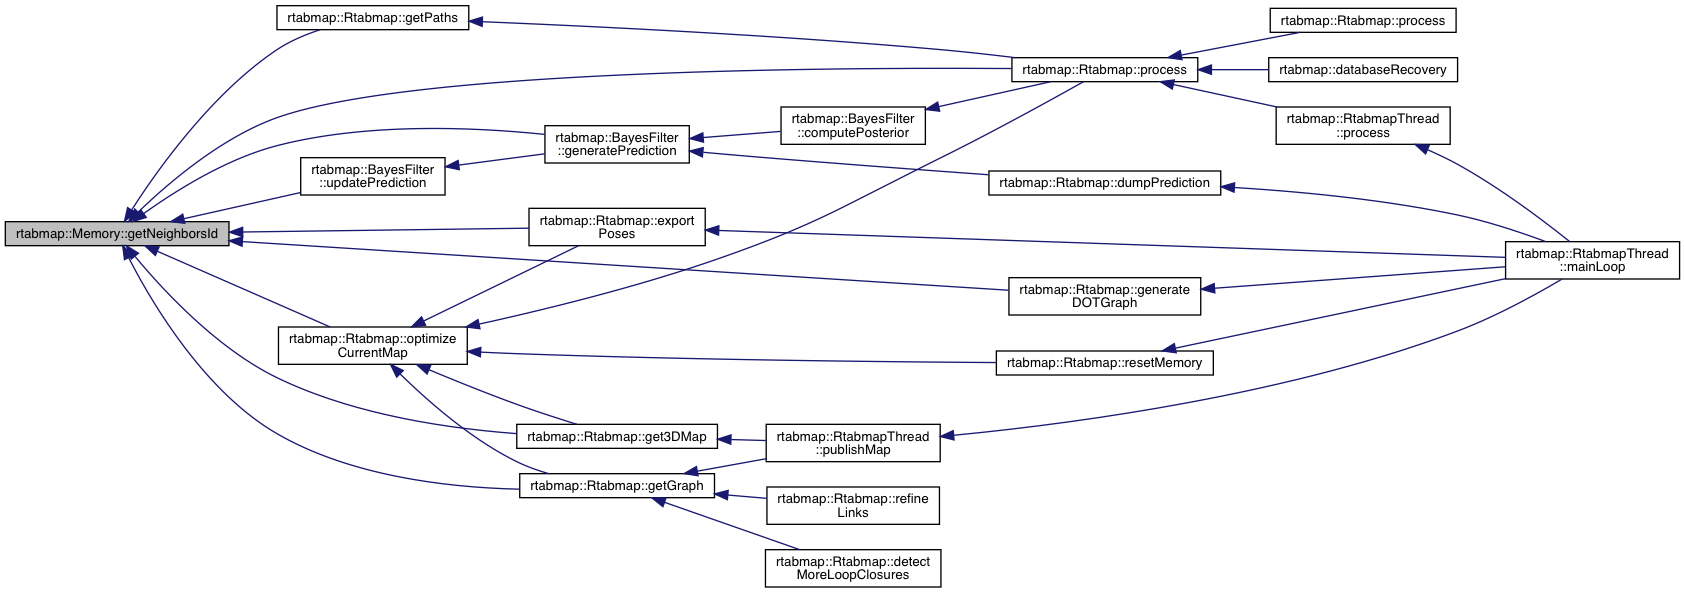 rtabmap::Memory::getNeighborsId
rtabmap::Rtabmap::getPaths
rtabmap::BayesFilter
::updatePrediction
rtabmap::Rtabmap::optimize
CurrentMap
rtabmap::BayesFilter
::generatePrediction
rtabmap::Rtabmap::export
Poses
rtabmap::Rtabmap::get3DMap
rtabmap::Rtabmap::getGraph
rtabmap::BayesFilter
::computePosterior
rtabmap::RtabmapThread
::publishMap
rtabmap::Rtabmap::refine
Links
rtabmap::Rtabmap::detect
MoreLoopClosures
rtabmap::Rtabmap::process
rtabmap::Rtabmap::dumpPrediction
rtabmap::Rtabmap::generate
DOTGraph
rtabmap::Rtabmap::resetMemory
rtabmap::Rtabmap::process
rtabmap::databaseRecovery
rtabmap::RtabmapThread
::process
rtabmap::RtabmapThread
::mainLoop